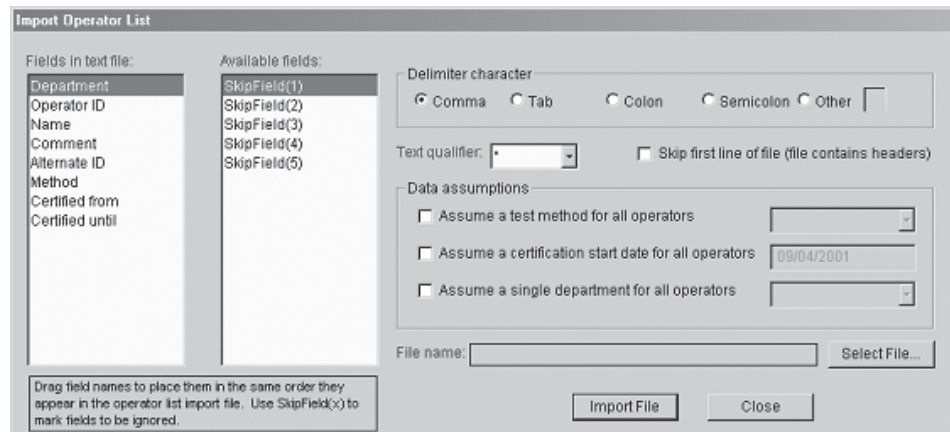 Import Operator List
Fields in text file:
Department
Operator ID
Name
Comment
Alternate ID
Method
Certified from
Certified until
Available fields:
SkipField(1)
SkipField(2)
SkipField(3)
SkipField(4)
SkipField(5)
Drag field names to place them in the same order they
appear in the operator list import file. Use SkipField(x) to
mark fields to be ignored.
Delimiter character
Comma Tab Colon Semicolon Other
Text qualifier:
Skip first line of file (file contains headers)
Data assumptions
Assume a test method for all operators
Assume a certification start date for all operators 09/04/2001
Assume a single department for all operators
File name: Select File...
Import File Close